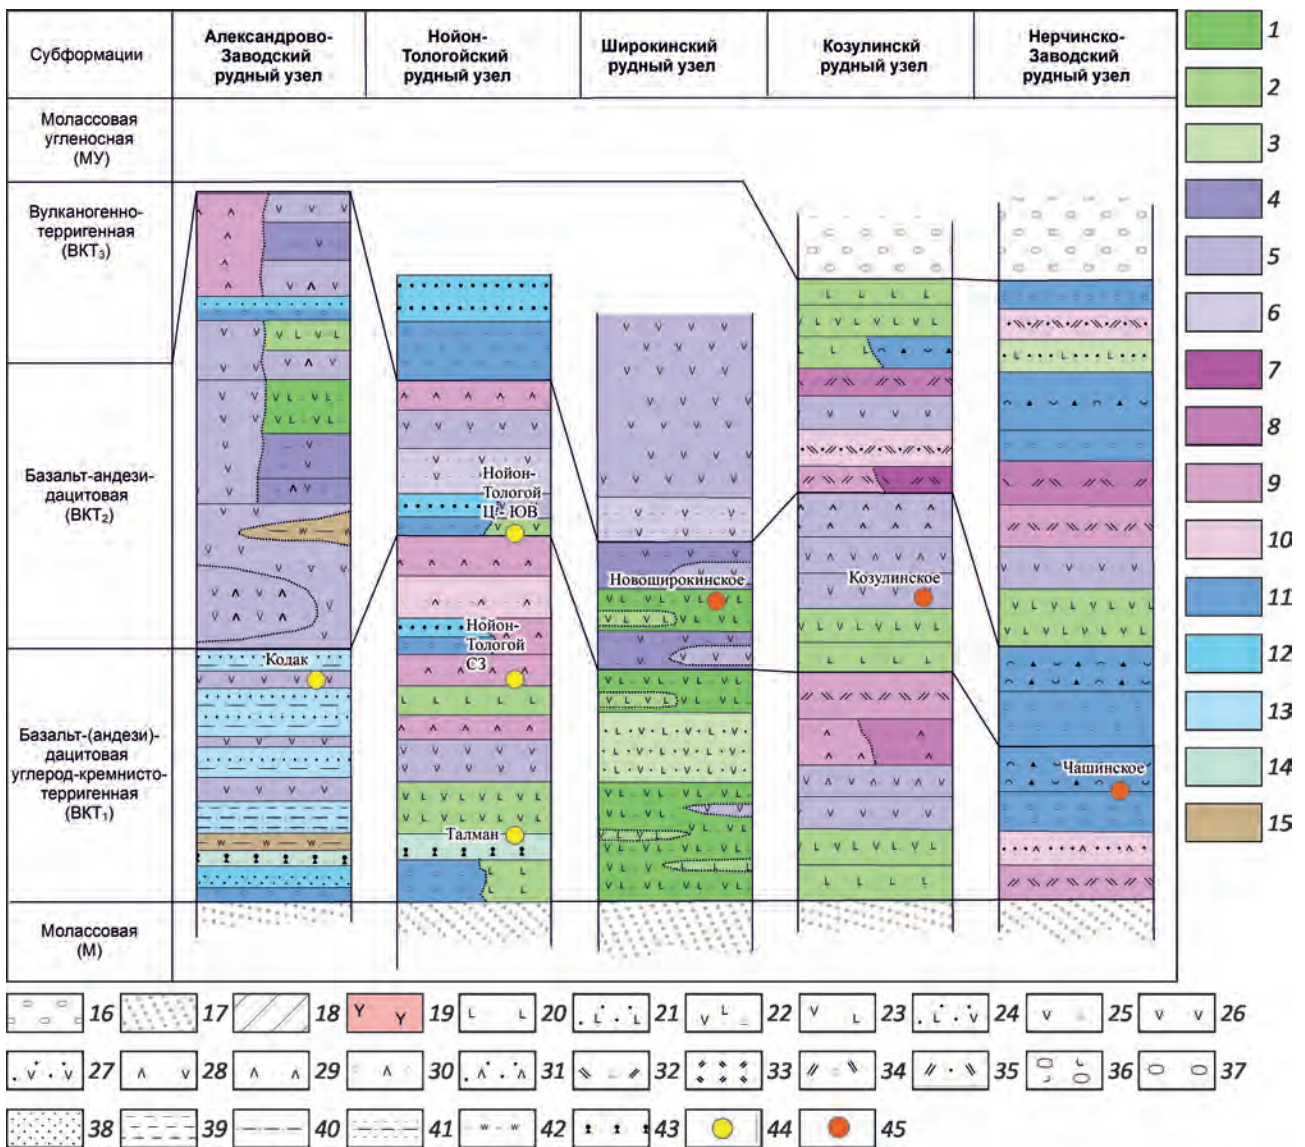 Субформации
Александрово-
Заводский
рудный узел
Нойон-
Тологойский
рудный узел
Широкинский
рудный узел
Козулинскй
рудный узел
Нерчинско-
Заводский
рудный узел
Молассовая
угленосная
(МУ)
Вулканогенно-
терригенная
(ВКТ₃)
Базальт-андези-
дацитовая
(ВКТ₂)
Базальт-(андези)-
дацитовая
углерод-кремнисто-
терригенная
(ВКТ₁)
Молассовая
(М)
Кодак
Нойон-
Тологой
Ц - ЮВ
Нойон-
Тологой
СЗ
Талман
Новоширокинское
Козулинское
Чашинское
1
2
3
4
5
6
7
8
9
10
11
12
13
14
15
16 17 18 19 20 21 22 23 24 25 26
27 28 29 30 31 32 33 34 35 36 37
38 39 40 41 42 43 44 45